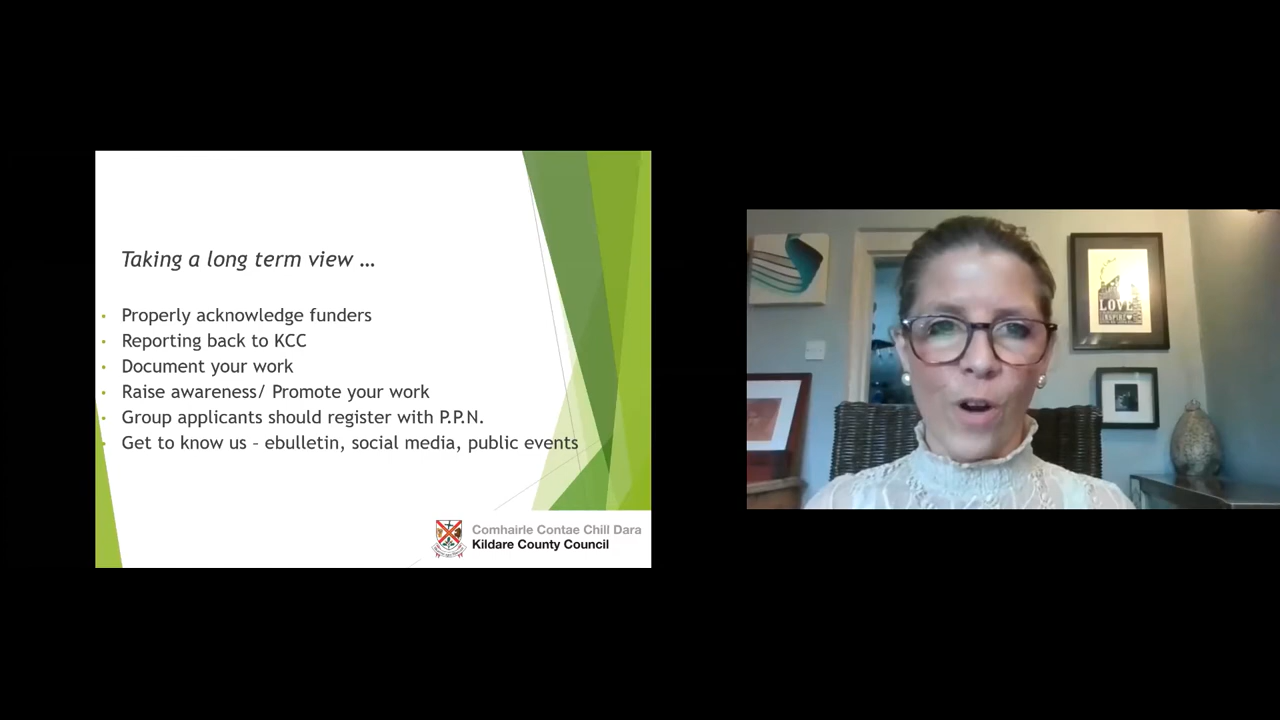 Taking a long term view ...
Properly acknowledge funders
Reporting back to KCC
Document your work
Raise awareness/ Promote your work
Group applicants should register with P.P.N.
Get to know us - ebulletin, social media, public events
Comhairle Contae Chill Dara
Kildare County Council
LOVE